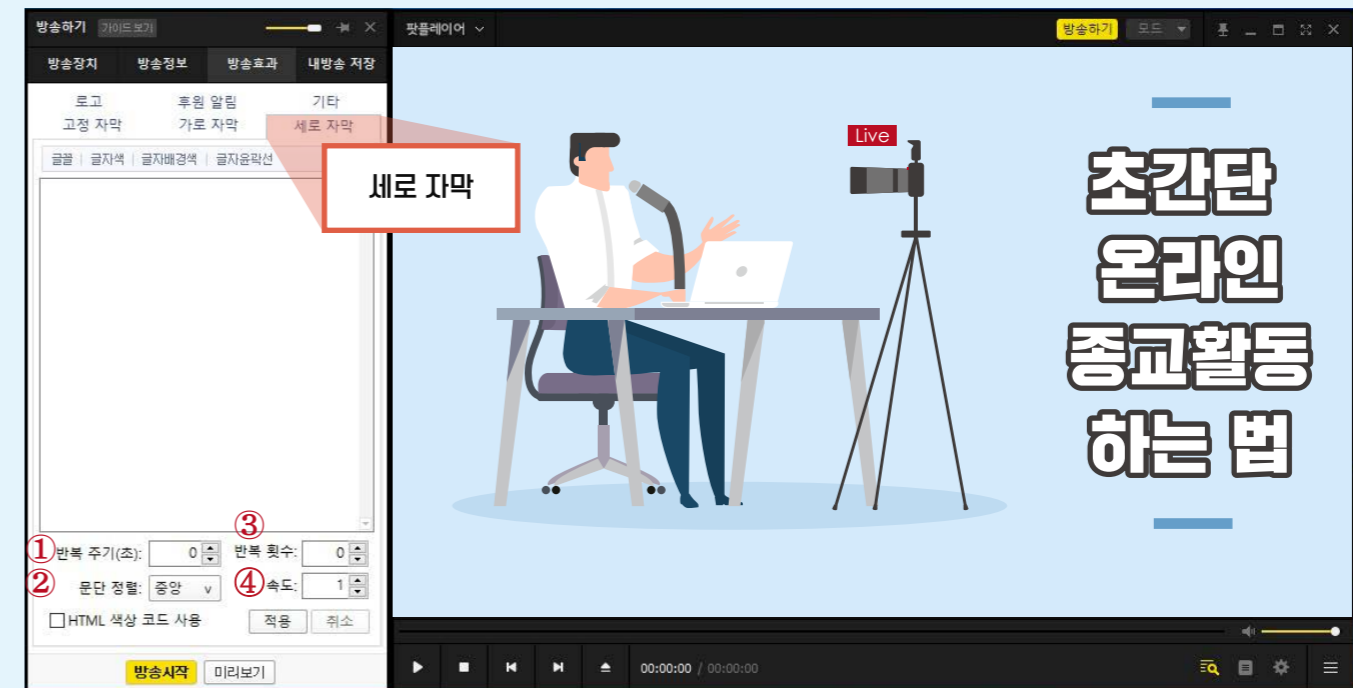 방송하기 가이드 보기
팟플레이어
방송하기 모드
방송장치 방송정보 방송효과 내방송 저장
로고 후원 알림 기타
고정 자막 가로 자막 세로 자막
글꼴 글자색 글자배경색 글자윤곽선
세로 자막
Live
초간단
온라인
종교활동
하는 법
① 반복 주기(초): 0 ③ 반복 횟수: 0
② 문단 정렬: 중앙 ④ 속도: 1
HTML 색상 코드 사용 적용 취소
방송시작 미리보기
00:00:00 / 00:00:00